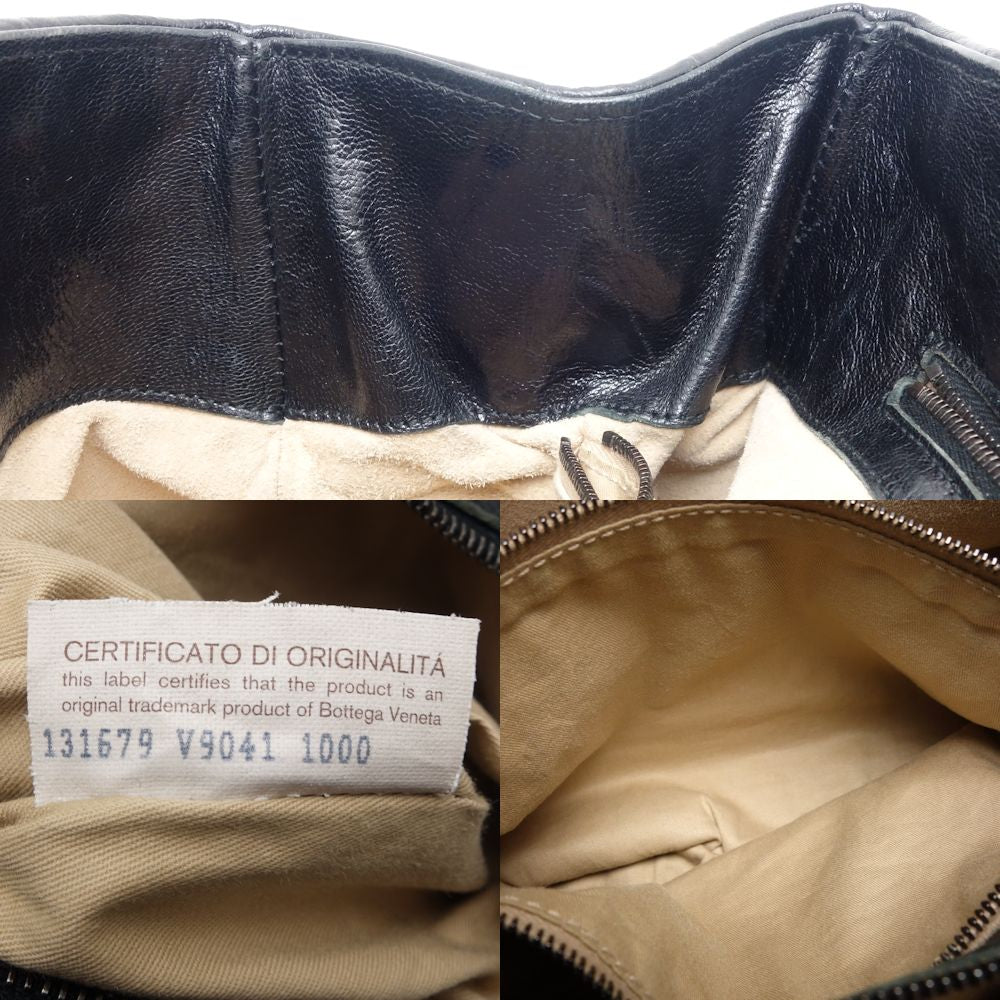 CERTIFICATO DI ORIGINALITÁ
this label certifies that the product is an
original trademark product of Bottega Veneta
131679 V9041 1000